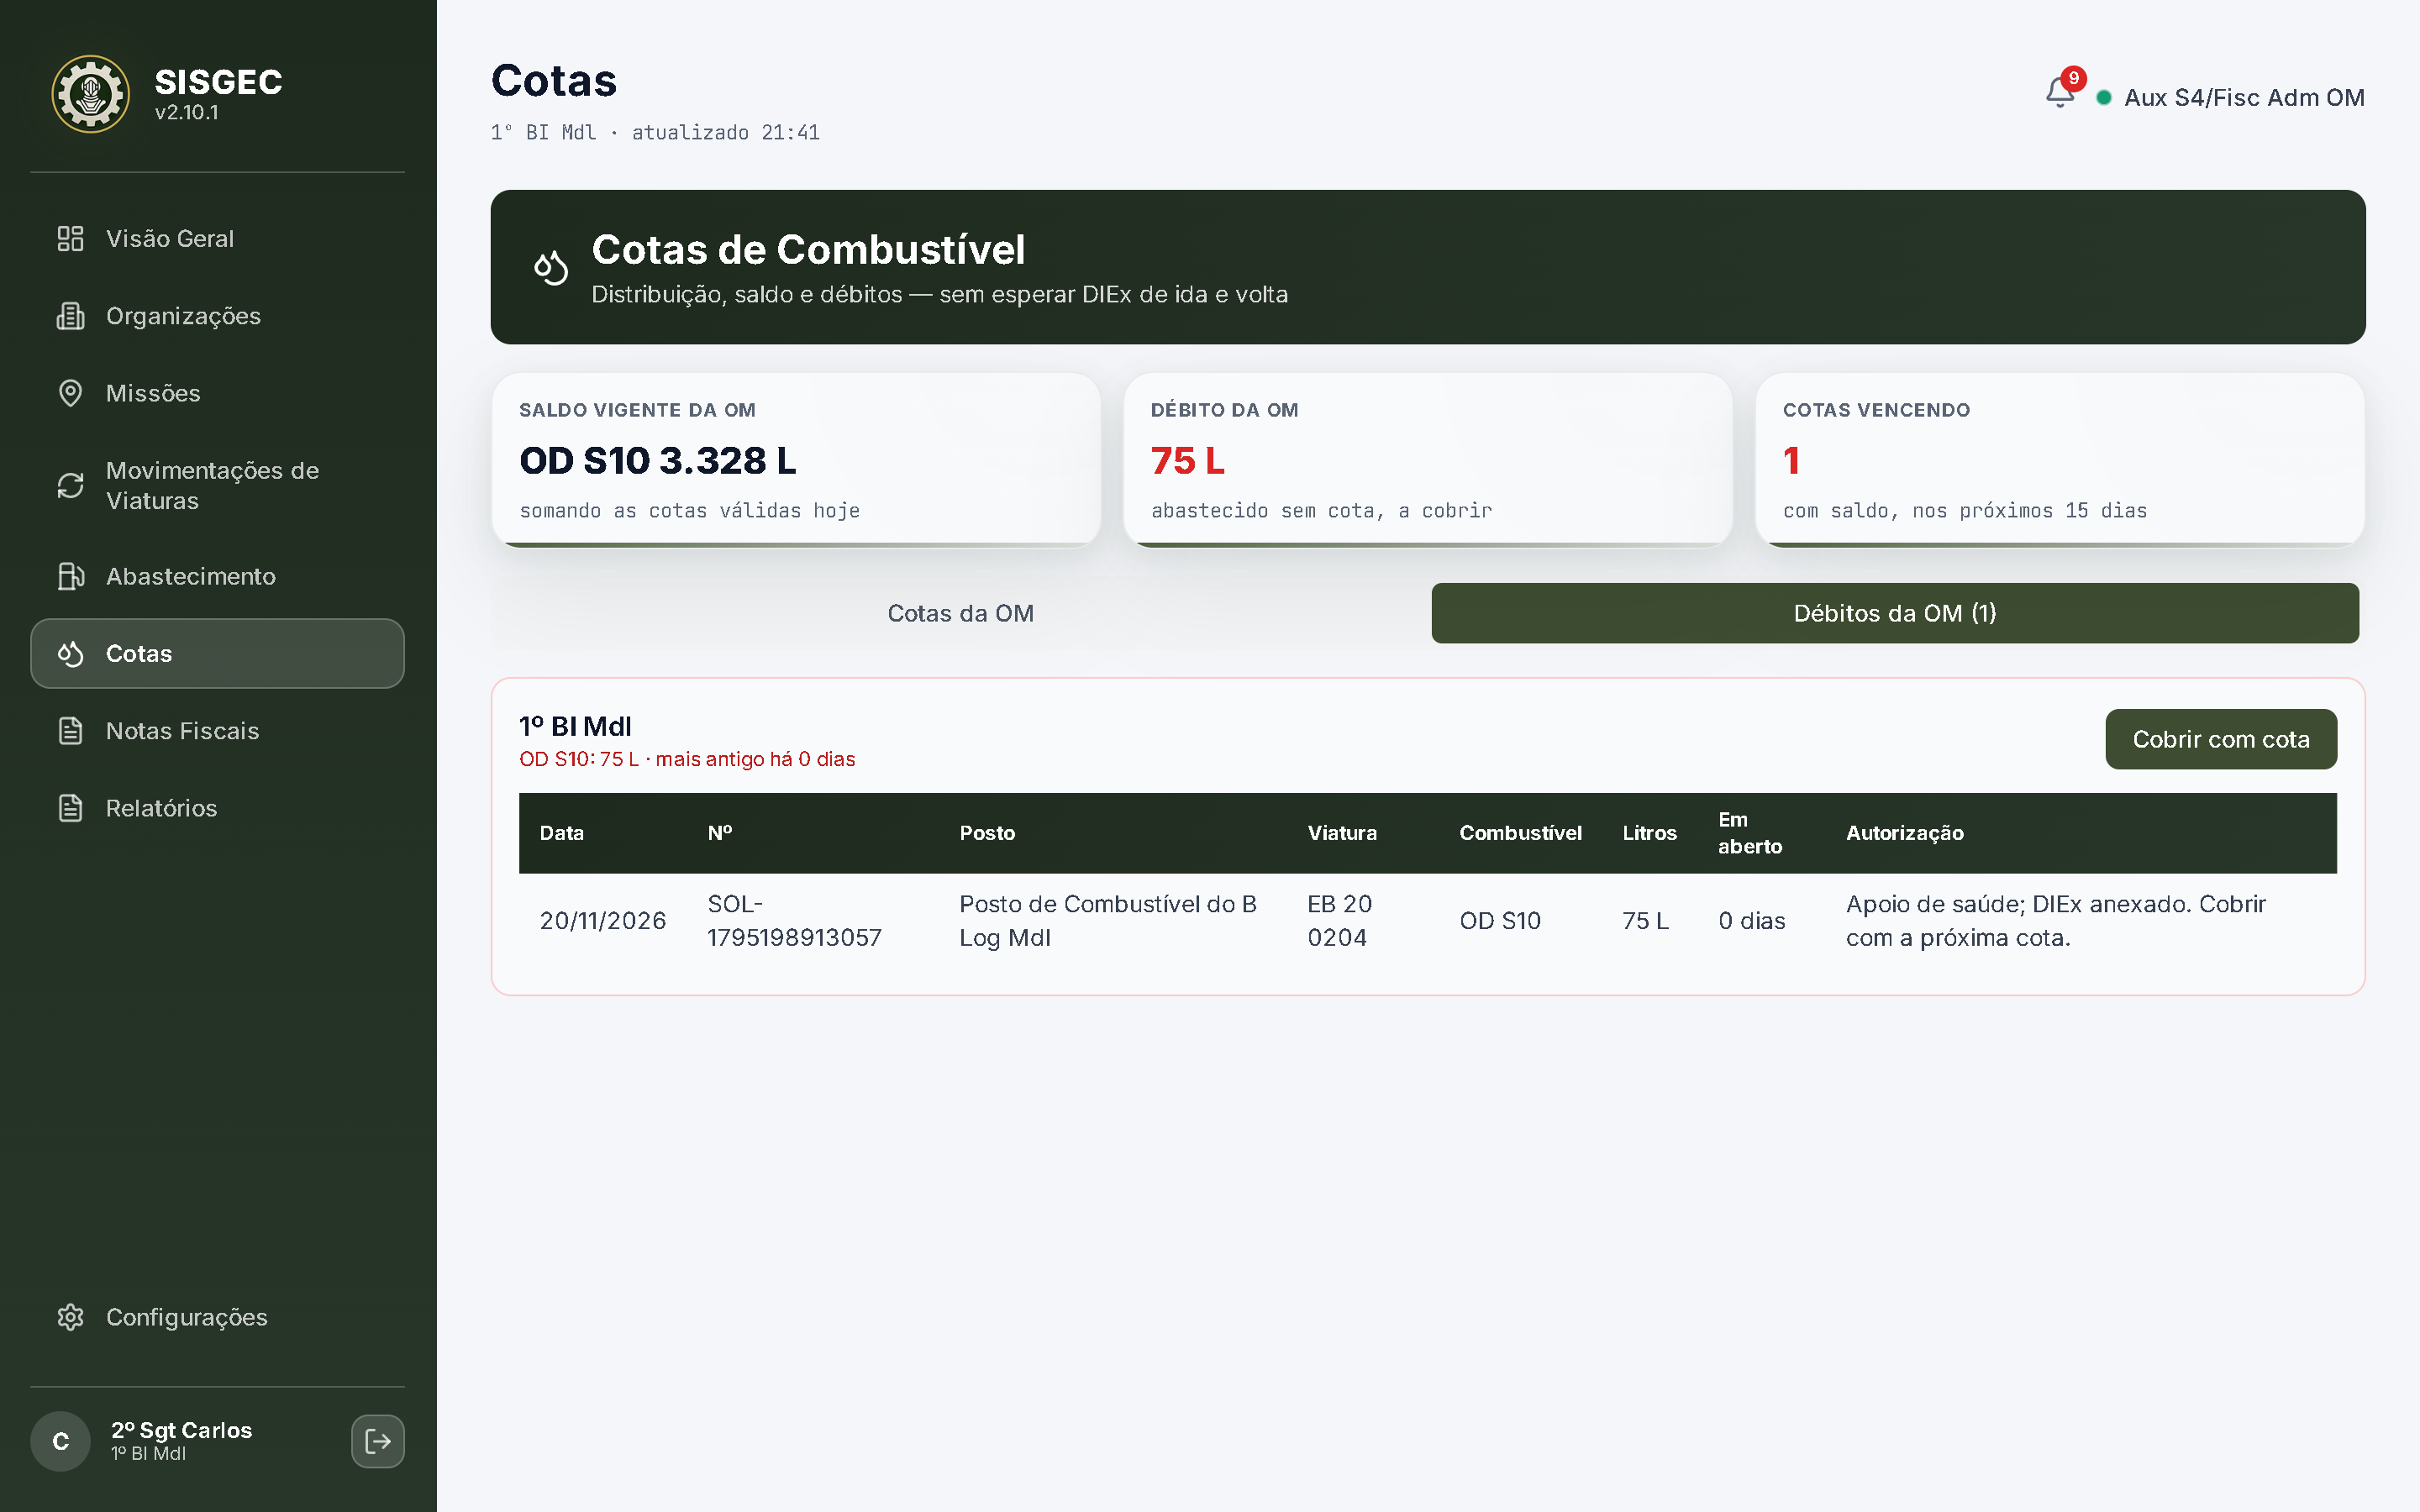 SISGEC
v2.10.1
Visão Geral
Organizações
Missões
Movimentações de
Viaturas
Abastecimento
Cotas
Notas Fiscais
Relatórios
Configurações
C
2º Sgt Carlos
1º BI Mdl
Cotas
1º BI Mdl · atualizado 21:41
9
Aux S4/Fisc Adm OM
Cotas de Combustível
Distribuição, saldo e débitos — sem esperar DIEx de ida e volta
SALDO VIGENTE DA OM
OD S10 3.328 L
somando as cotas válidas hoje
DÉBITO DA OM
75 L
abastecido sem cota, a cobrir
COTAS VENCENDO
1
com saldo, nos próximos 15 dias
Cotas da OM
Débitos da OM (1)
1º BI Mdl
OD S10: 75 L · mais antigo há 0 dias
Cobrir com cota
Data Nº Posto Viatura Combustível Litros Em aberto Autorização
20/11/2026 SOL-1795198913057 Posto de Combustível do B Log Mdl EB 20 0204 OD S10 75 L 0 dias Apoio de saúde; DIEx anexado. Cobrir com a próxima cota.